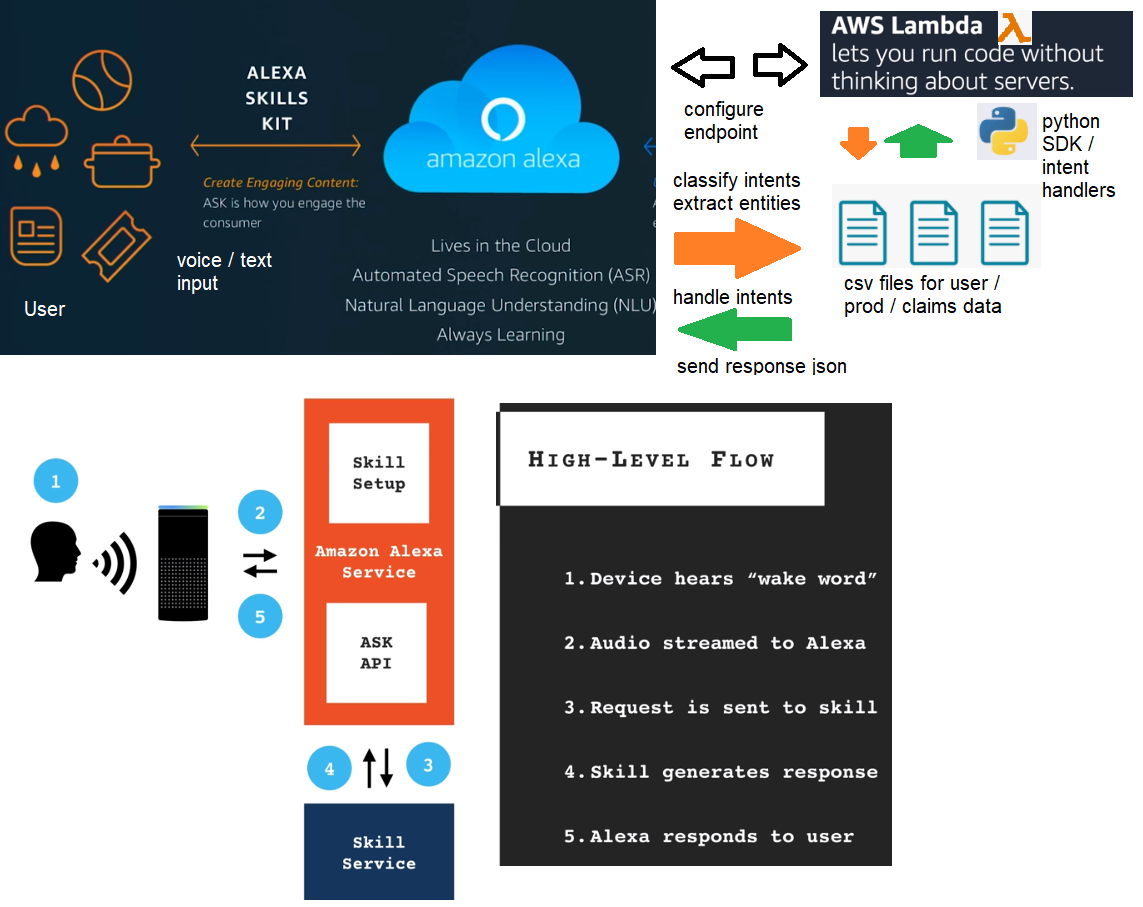 ALEXA
SKILLS
KIT
Create Engaging Content:
ASK is how you engage the
consumer
voice / text
input
User
amazon alexa
Lives in the Cloud
Automated Speech Recognition (ASR)
Natural Language Understanding (NLU)
Always Learning
configure
endpoint
classify intents
extract entities
handle intents
send response json
AWS Lambda
lets you run code without
thinking about servers.
python
SDK /
intent
handlers
csv files for user /
prod / claims data
1
2
5
Skill
Setup
Amazon Alexa
Service
ASK
API
4
3
Skill
Service
HIGH-LEVEL FLOW
1. Device hears “wake word”
2. Audio streamed to Alexa
3. Request is sent to skill
4. Skill generates response
5. Alexa responds to user